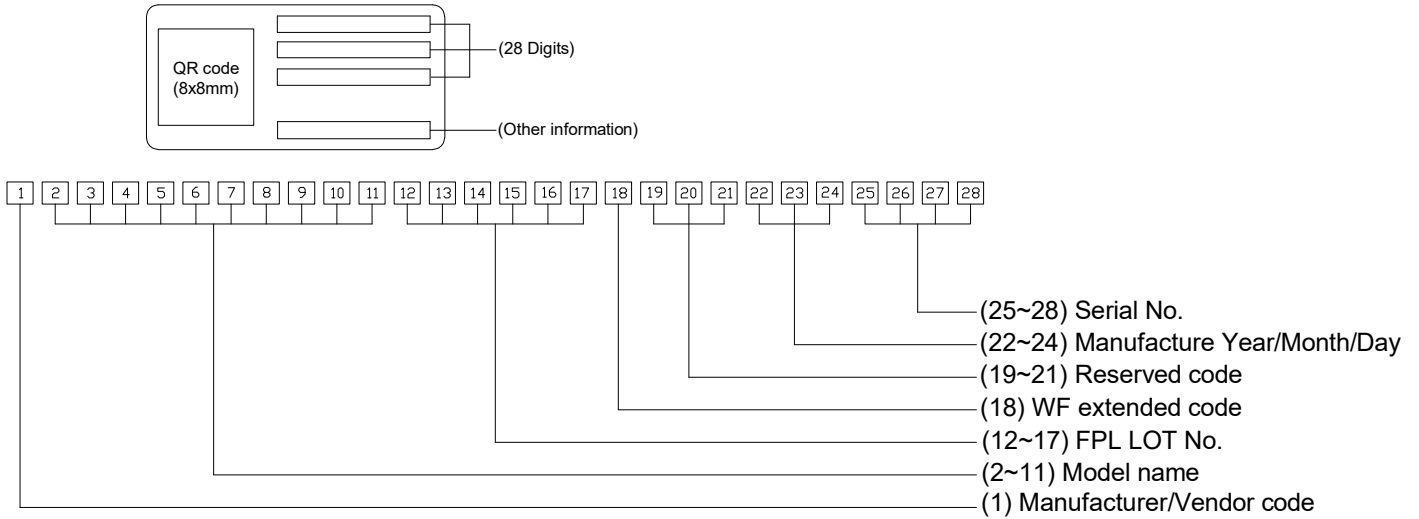 QR code
(8x8mm)
(28 Digits)
(Other information)
1 2 3 4 5 6 7 8 9 10 11 12 13 14 15 16 17 18 19 20 21 22 23 24 25 26 27 28
(25~28) Serial No.
(22~24) Manufacture Year/Month/Day
(19~21) Reserved code
(18) WF extended code
(12~17) FPL LOT No.
(2~11) Model name
(1) Manufacturer/Vendor code